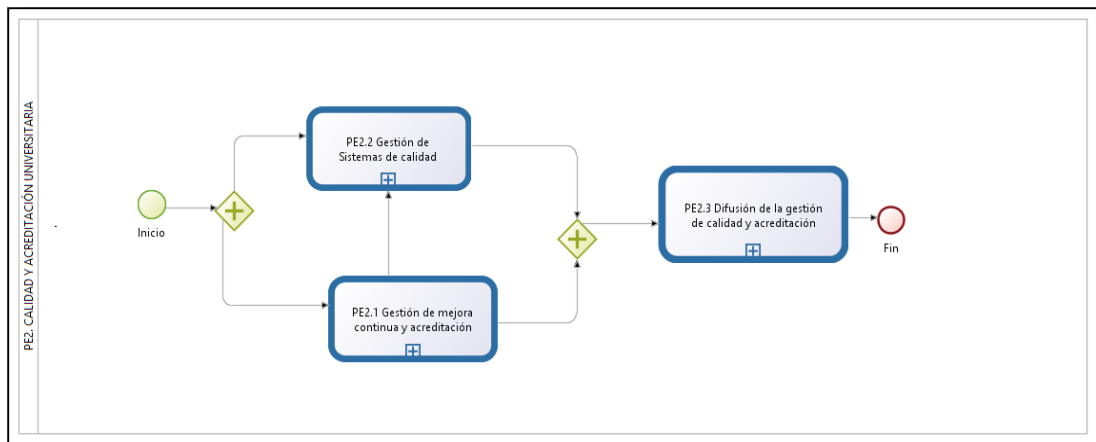 PE2. CALIDAD Y ACREDITACIÓN UNIVERSITARIA
Inicio
PE2.2 Gestión de
Sistemas de calidad
PE2.1 Gestión de mejora
continua y acreditación
PE2.3 Difusión de la gestión
de calidad y acreditación
Fin